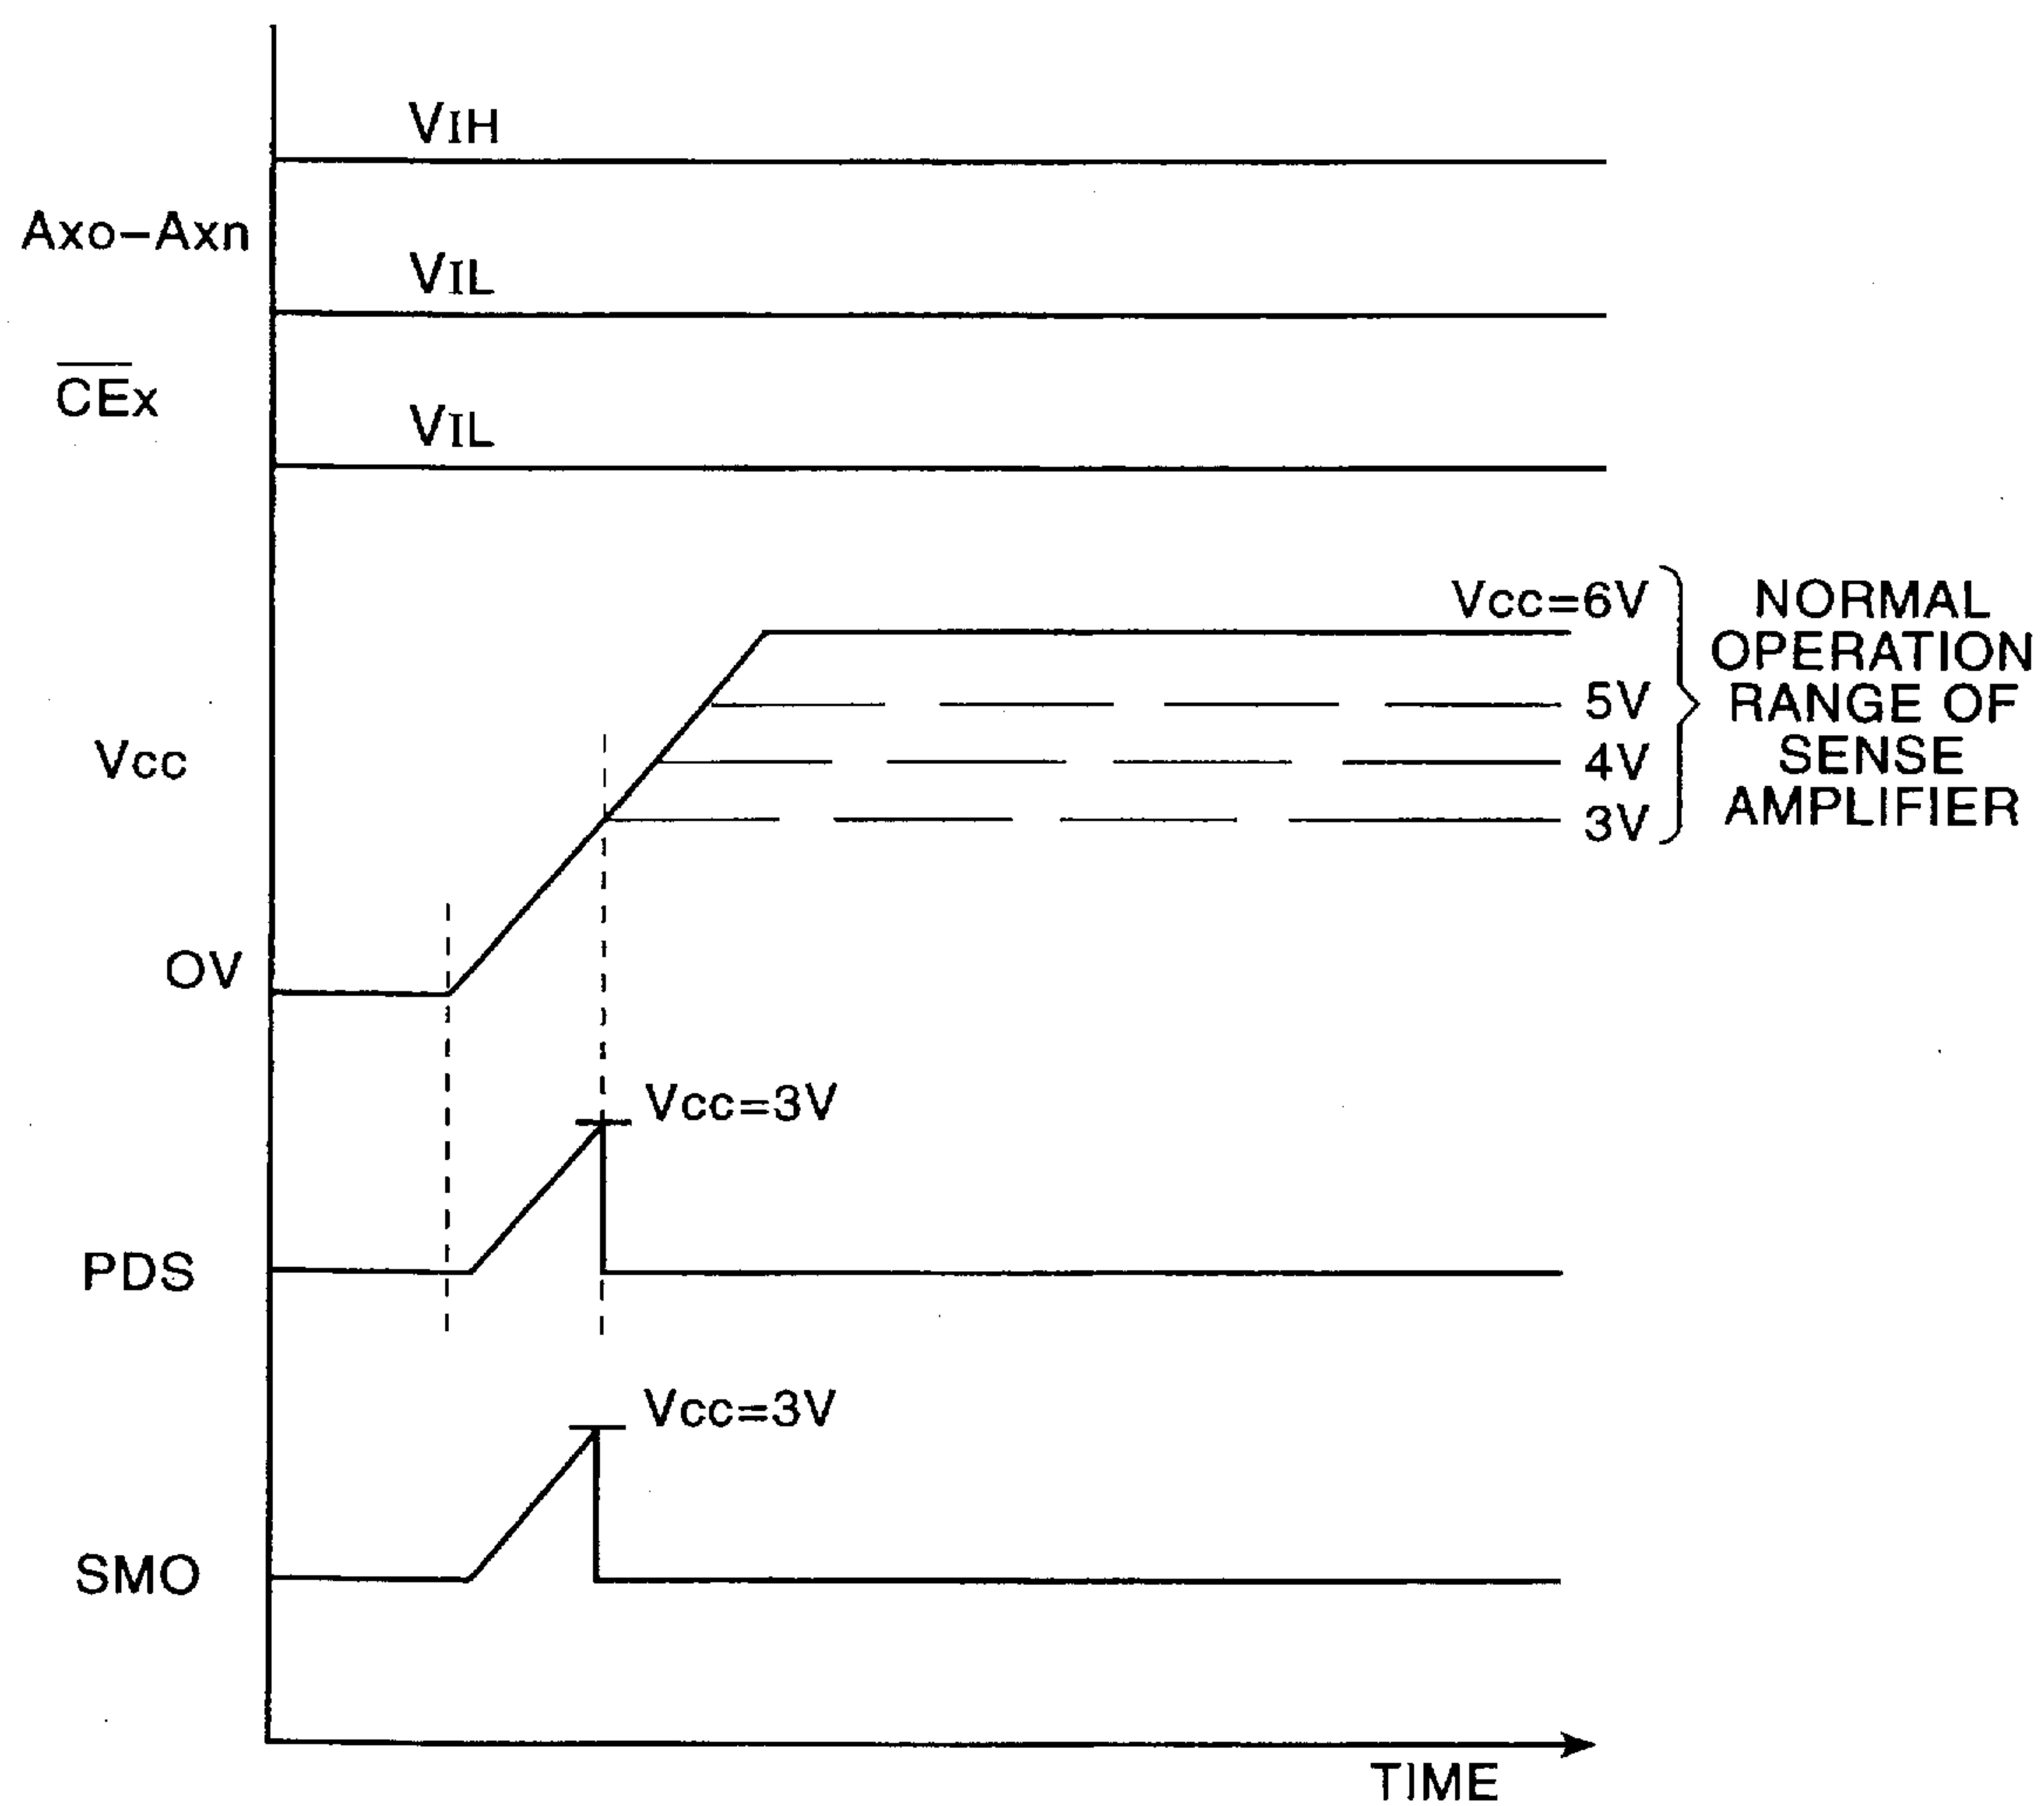 VIH
Axo-Axn
VIL
CEx
VIL
Vcc=6V
5V
4V
3V
NORMAL
OPERATION
RANGE OF
SENSE
AMPLIFIER
Vcc
OV
Vcc=3V
PDS
Vcc=3V
SMO
TIME